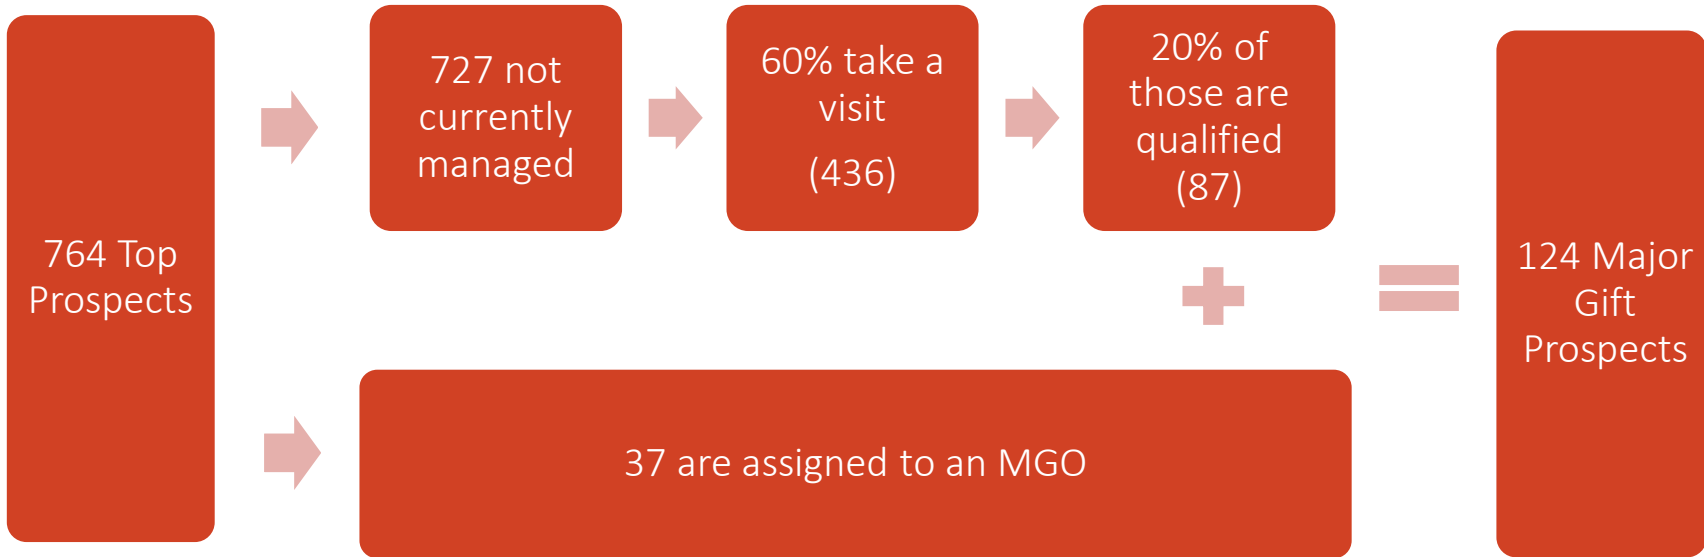 764 Top
Prospects
727 not
currently
managed
60% take a
visit
(436)
20% of
those are
qualified
(87)
37 are assigned to an MGO
124 Major
Gift
Prospects